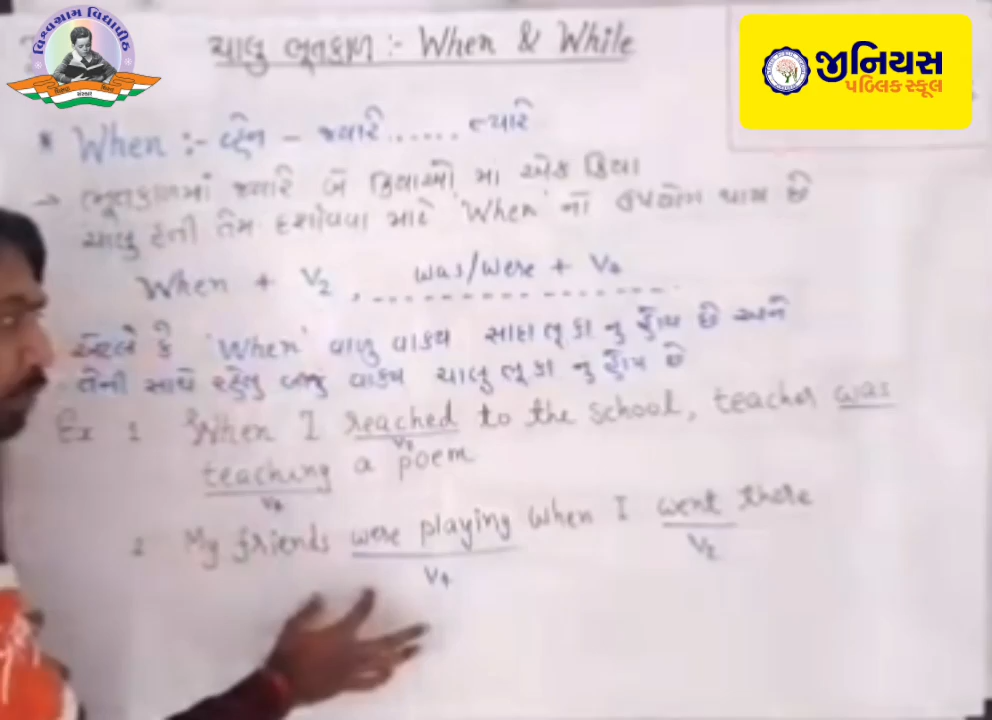 વિશ્વગ્રામ વિદ્યાપીઠ
જીનિયસ
પબ્લિક સ્કૂલ
ચાલુ ભૂતકાળ :- When & While
* When :- વ્હેન - જ્યારે ...... ત્યારે
→ ભૂતકાળમાં જ્યારે બે ક્રિયાઓ મા એક ક્રિયા
ચાલુ હતી તેમ દર્શાવવા માટે 'When' નો ઉપયોગ થાય છે
When + V2 , was/were + V4
એટલે કે 'When' વાળુ વાક્ય સાદા ભૂ કા નુ હોય છે અને
તેની સાથે રહેલુ બીજુ વાક્ય ચાલુ ભૂ કા નુ હોય છે
Ex 1 When I reached to the school, teacher was
V2
teaching a poem
V4
2 My friends were playing when I went there
V4 V2